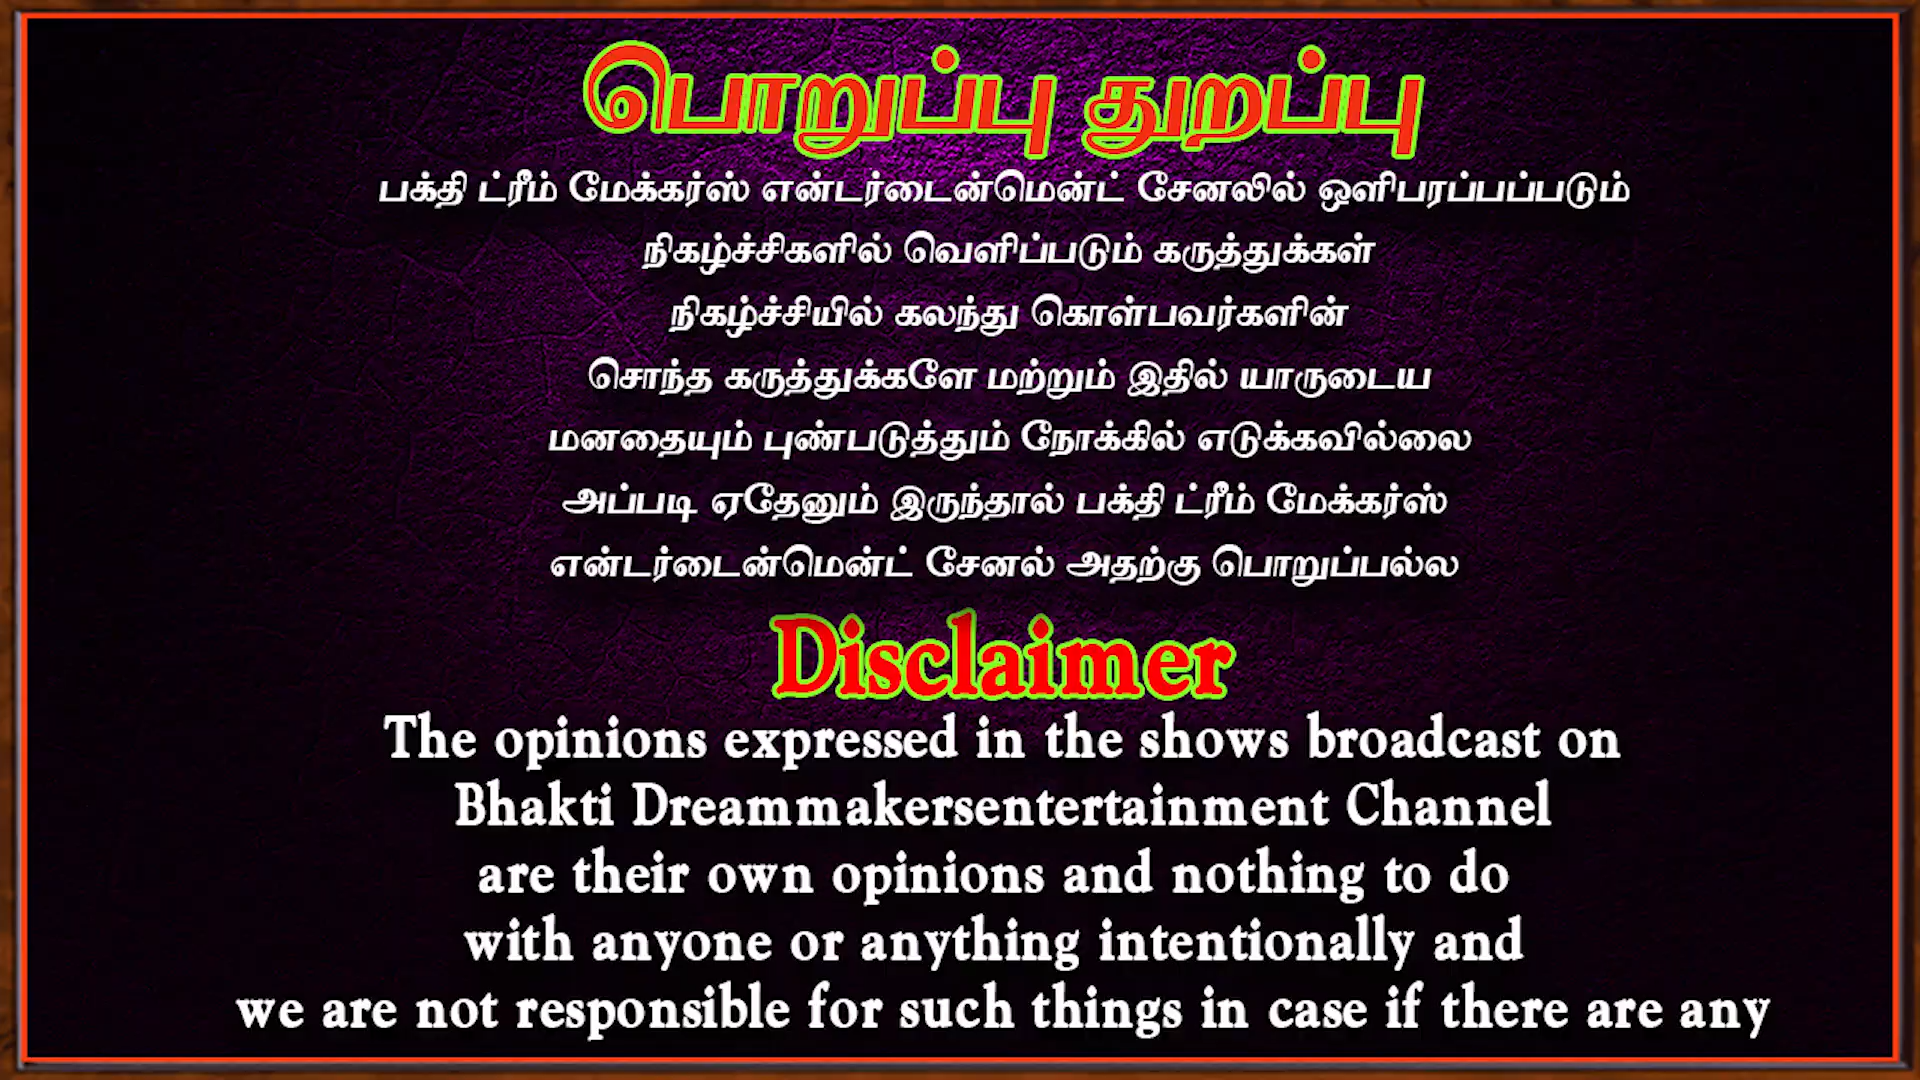 பொறுப்பு துறப்பு
பக்தி ட்ரீம் மேக்கர்ஸ் என்டர்டைன்மென்ட் சேனலில் ஒளிபரப்பப்படும்
நிகழ்ச்சிகளில் வெளிப்படும் கருத்துக்கள்
நிகழ்ச்சியில் கலந்து கொள்பவர்களின்
சொந்த கருத்துக்களே மற்றும் இதில் யாருடைய
மனதையும் புண்படுத்தும் நோக்கில் எடுக்கவில்லை
அப்படி ஏதேனும் இருந்தால் பக்தி ட்ரீம் மேக்கர்ஸ்
என்டர்டைன்மென்ட் சேனல் அதற்கு பொறுப்பல்ல
Disclaimer
The opinions expressed in the shows broadcast on
Bhakti Dreammakersentertainment Channel
are their own opinions and nothing to do
with anyone or anything intentionally and
we are not responsible for such things in case if there are any